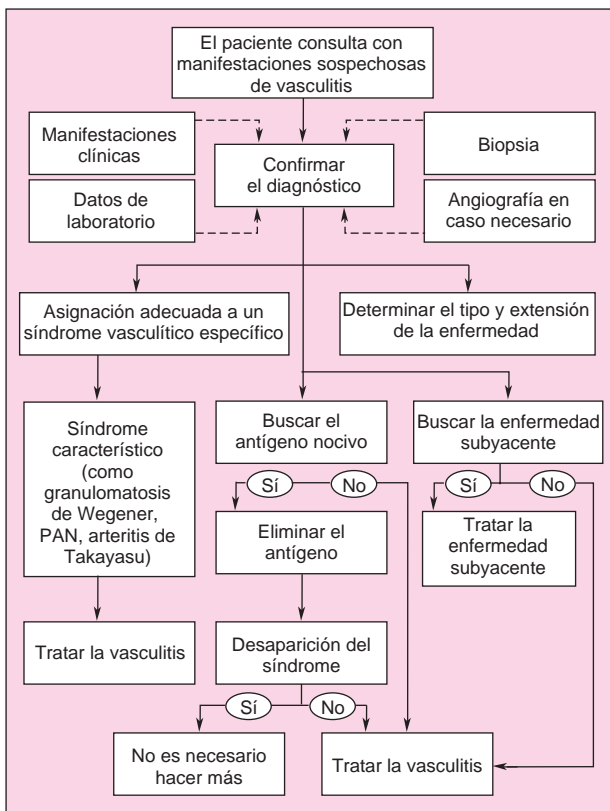 El paciente consulta con
manifestaciones sospechosas
de vasculitis
Manifestaciones
clínicas
Biopsia
Confirmar
el diagnóstico
Datos de
laboratorio
Angiografía en
caso necesario
Asignación adecuada a un
síndrome vasculítico específico
Determinar el tipo y extensión
de la enfermedad
Síndrome
característico
(como
granulomatosis
de Wegener,
PAN, arteritis de
Takayasu)
Buscar el
antígeno nocivo
Buscar la enfermedad
subyacente
Sí
No
Sí
No
Eliminar el
antígeno
Tratar la
enfermedad
subyacente
Tratar la vasculitis
Desaparición del
síndrome
Sí
No
No es necesario
hacer más
Tratar la vasculitis